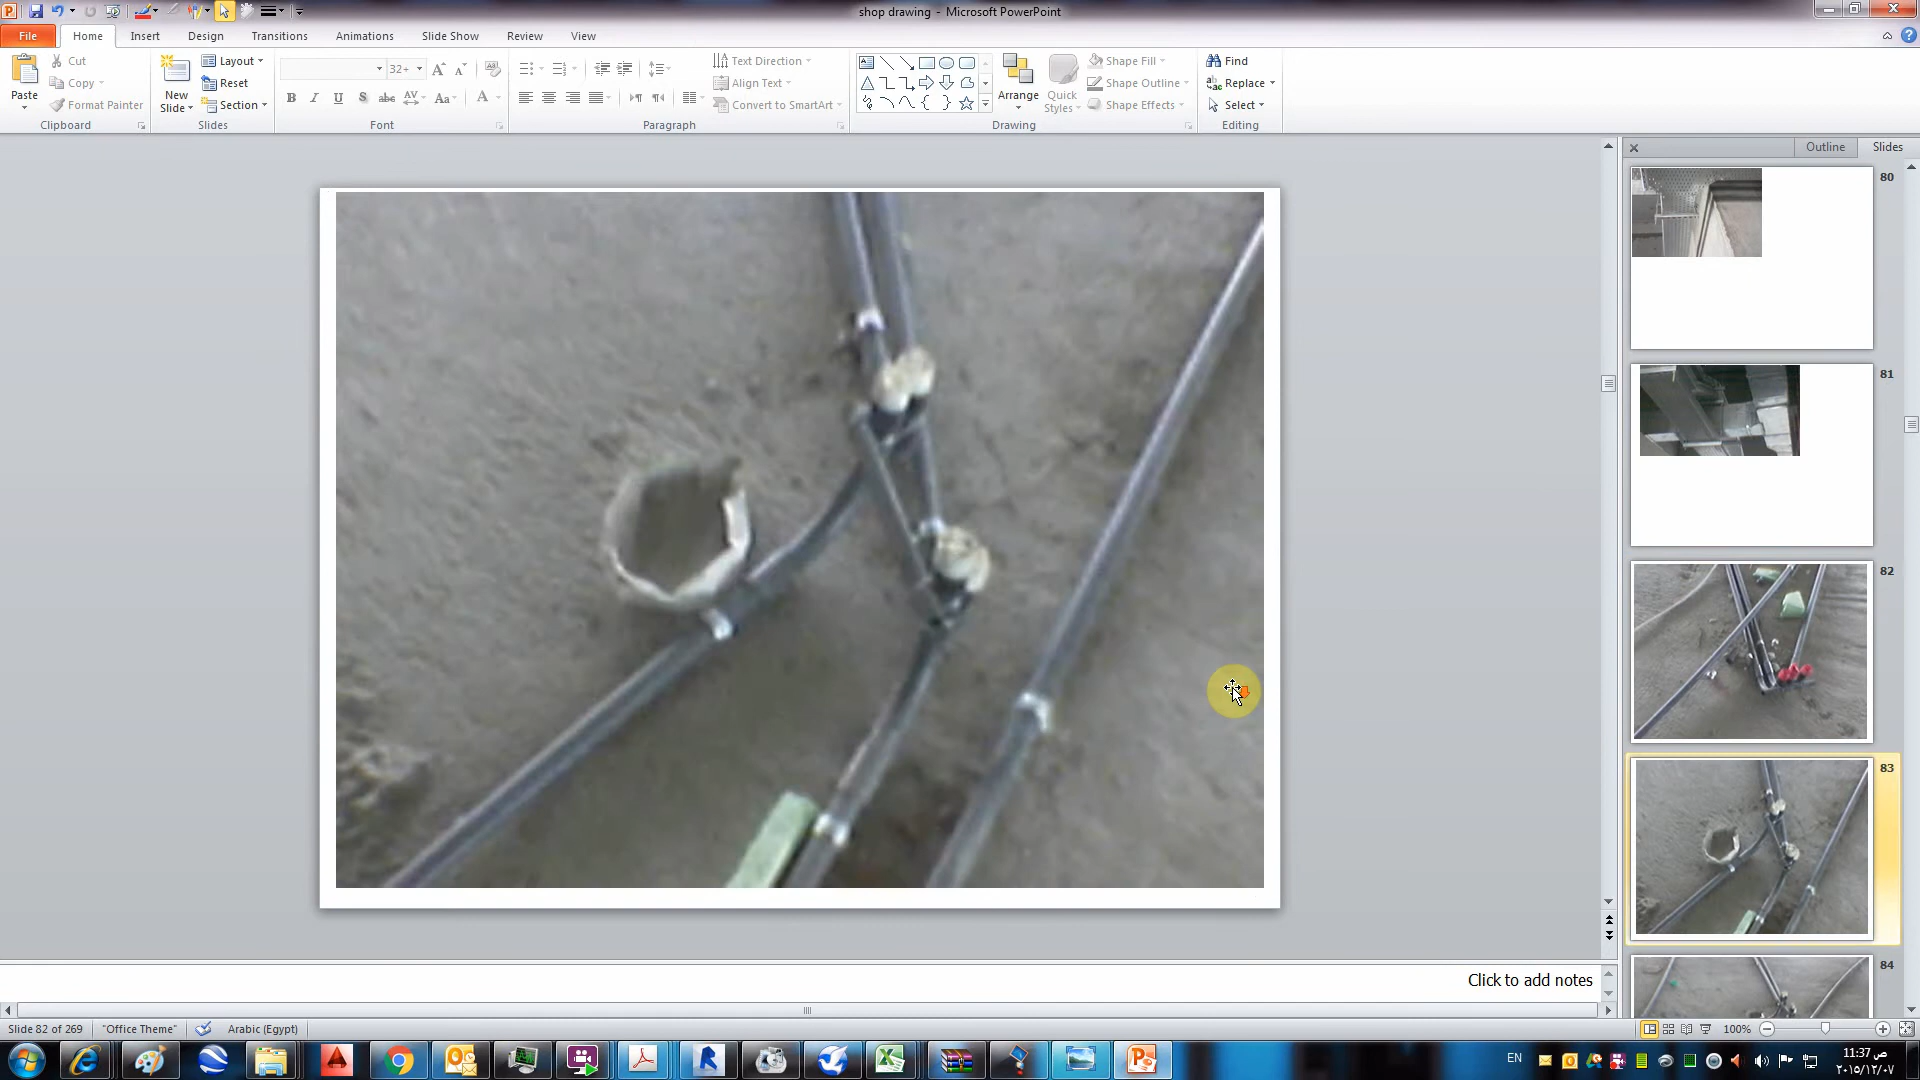 shop drawing - Microsoft PowerPoint
File Home Insert Design Transitions Animations Slide Show Review View
Paste
Cut
Copy
Format Painter
Clipboard
New Slide
Layout
Reset
Section
Slides
32+
Font
Text Direction
Align Text
Convert to SmartArt
Paragraph
Arrange
Quick Styles
Shape Fill
Shape Outline
Shape Effects
Drawing
Find
Replace
Select
Editing
Outline Slides
80
81
82
83
84
Click to add notes
Slide 82 of 269 "Office Theme" Arabic (Egypt) 100%
EN
11:37 ص
٢٠١٥/١٢/٠٧